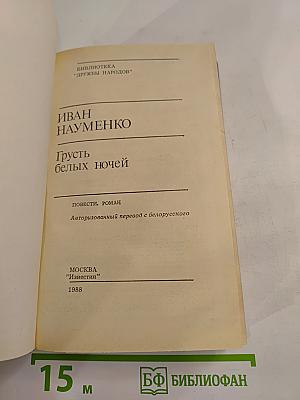 БИБЛИОТЕКА
"ДРУЖБЫ НАРОДОВ"
ИВАН
НАУМЕНКО
Грусть
белых ночей
ПОВЕСТИ, РОМАН
Авторизованный перевод с белорусского
МОСКВА
"Известия"
1988
15 м
БФ БИБЛИОФАН